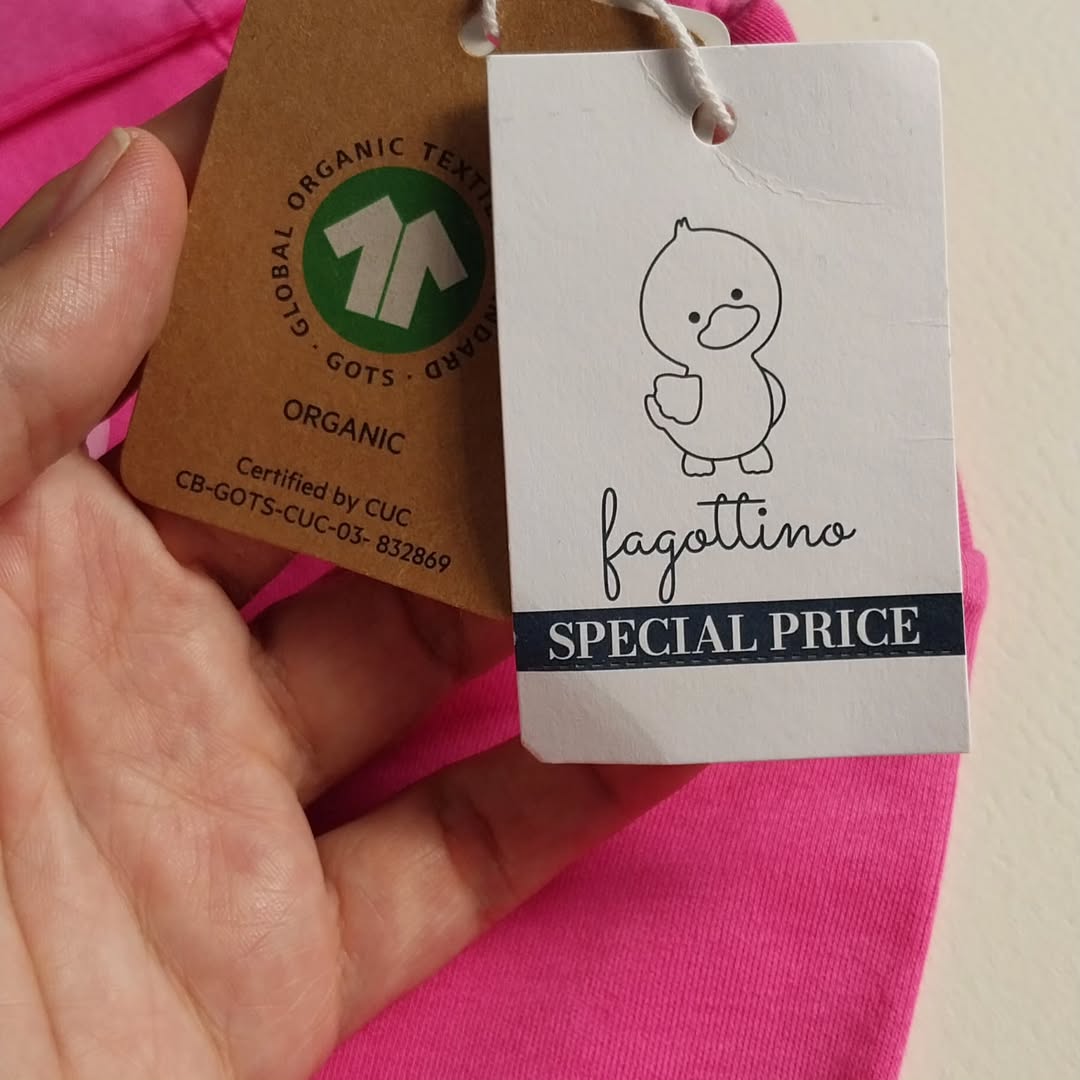 GLOBAL ORGANIC
· GOTS ·
ORGANIC
Certified by CUC
CB-GOTS-CUC-03- 832869
fagottino
SPECIAL PRICE